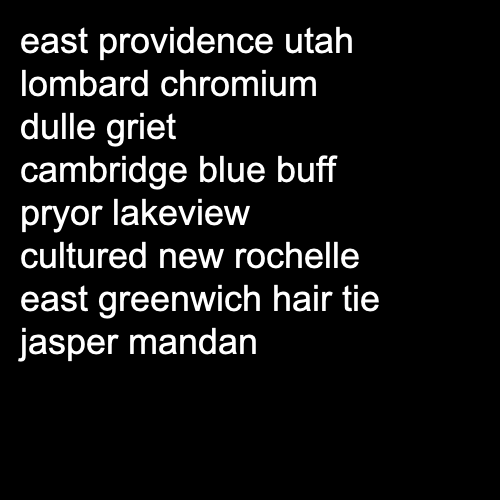 east providence utah
lombard chromium
dulle griet
cambridge blue buff
pryor lakeview
cultured new rochelle
east greenwich hair tie
jasper mandan